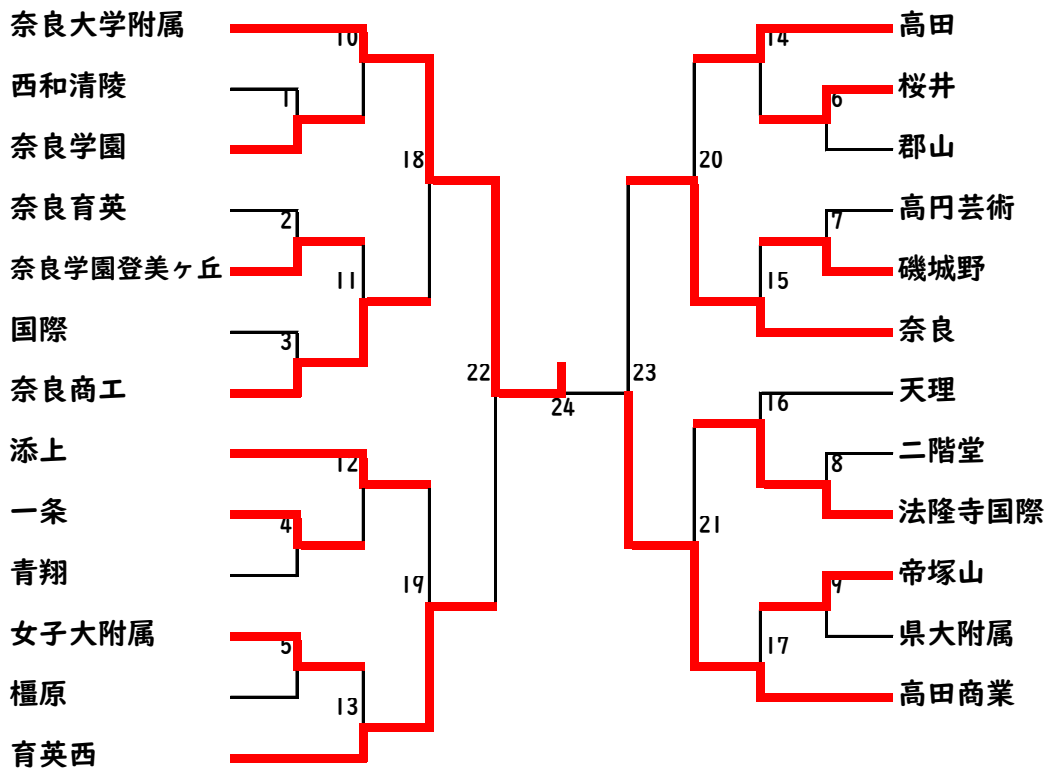 奈良大学附属
西和清陵
奈良学園
奈良育英
奈良学園登美ヶ丘
国際
奈良商工
添上
一条
青翔
女子大附属
橿原
育英西
10
1
18
2
11
3
22
12
4
19
5
13
24
14
6
20
7
15
23
16
8
21
9
17
高田
桜井
郡山
高円芸術
磯城野
奈良
天理
二階堂
法隆寺国際
帝塚山
県大附属
高田商業